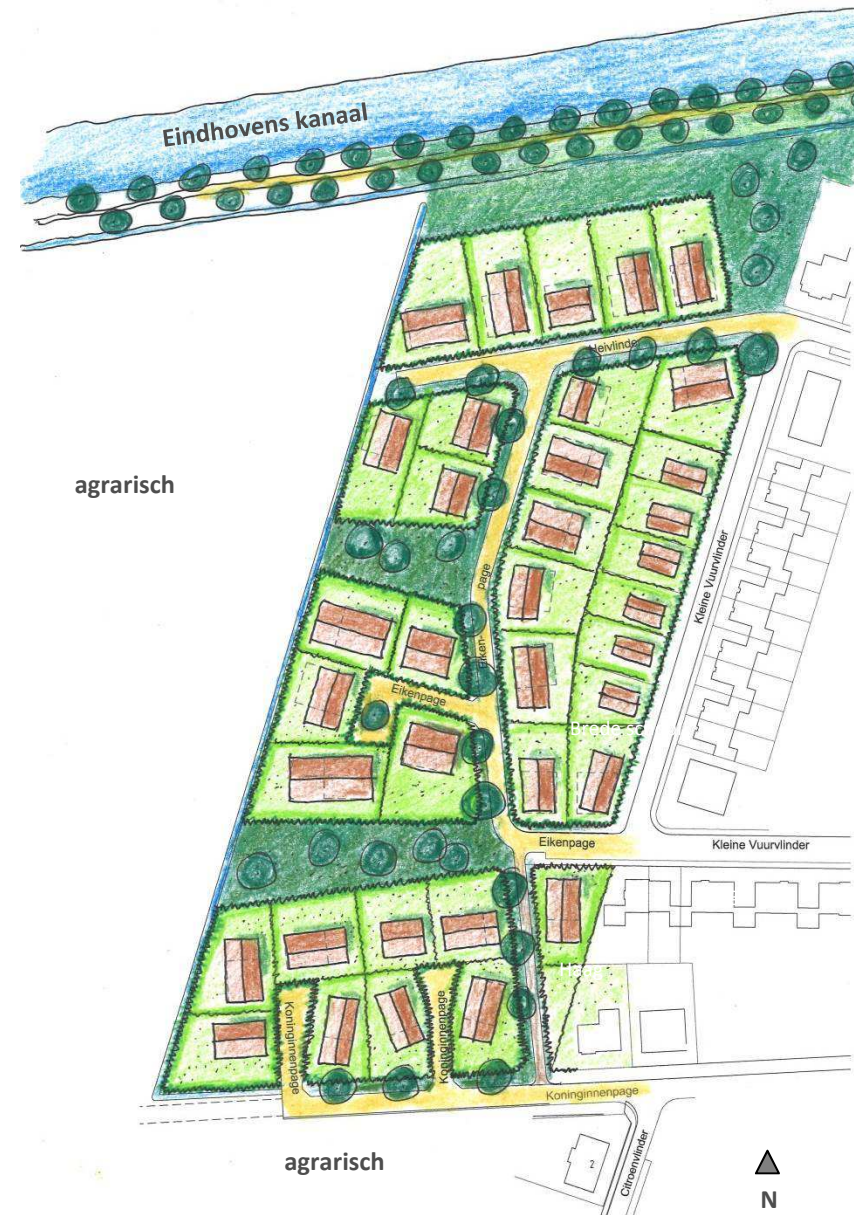 Eindhovens kanaal
Heivlinder
agrarisch
Kleine Vuurvlinder
Eiken-
page
Eikenpage
Eikenpage
Kleine Vuurvlinder
Koninginnenpage
Koninginnenpage
Koninginnenpage
agrarisch
2
Citroenvlinder
N